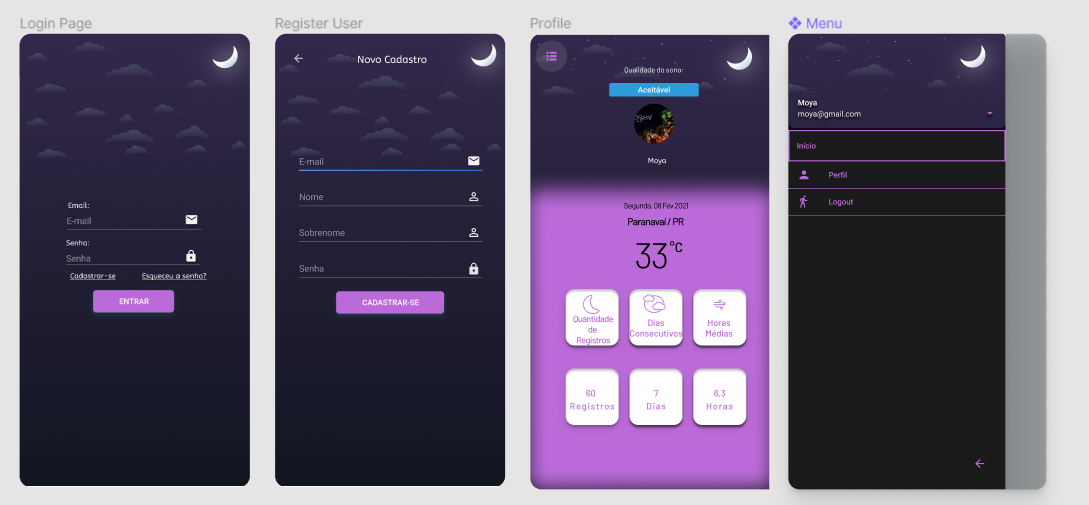 Login Page
Email:
E-mail
Senha:
Senha
Cadastrar-se
Esqueceu a senha?
ENTRAR
Register User
Novo Cadastro
E-mail
Nome
Sobrenome
Senha
CADASTRAR-SE
Profile
Qualidade do sono:
Aceitável
Moya
Segunda, 08 Fev 2021
Paranavaí / PR
33°C
Quantidade
de
Registros
Dias
Consecutivos
Horas
Médias
60
Registros
7
Dias
6,3
Horas
Menu
Moya
moya@gmail.com
Início
Perfil
Logout